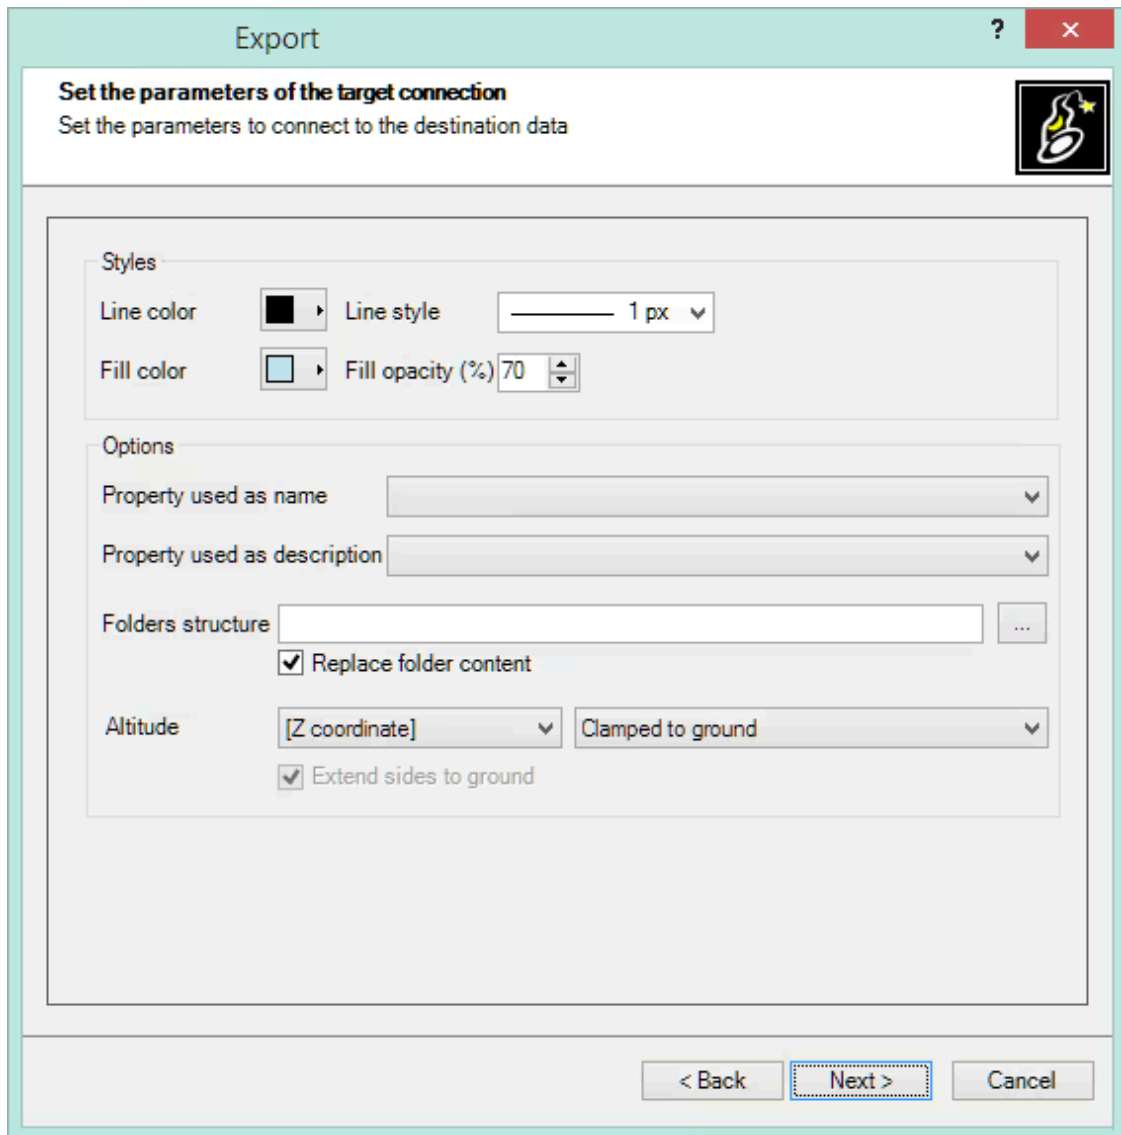 Export
?
Set the parameters of the target connection
Set the parameters to connect to the destination data
Styles
Line color Line style 1 px
Fill color Fill opacity (%) 70
Options
Property used as name
Property used as description
Folders structure ...
Replace folder content
Altitude [Z coordinate] Clamped to ground
Extend sides to ground
< Back Next > Cancel